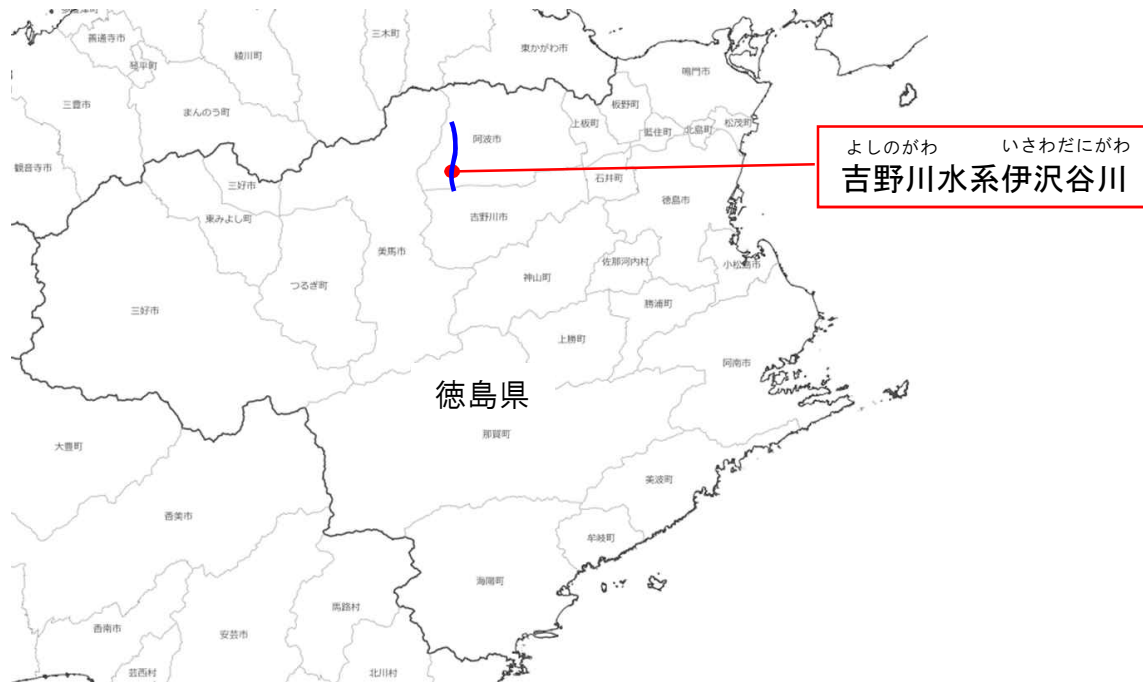 善通寺市
琴平町
綾川町
三木町
東かがわ市
鳴門市
三豊市
まんのう町
板野町
上板町
藍住町
北島町
松茂町
阿波市
観音寺市
三好市
石井町
東みよし町
吉野川市
徳島市
美馬市
佐那河内村
小松島市
つるぎ町
神山町
三好市
勝浦町
上勝町
阿南市
徳島県
那賀町
大豊町
美波町
香美市
牟岐町
海陽町
馬路村
香南市
安芸市
芸西村
北川村
よしのがわ いさわだにがわ
吉野川水系伊沢谷川